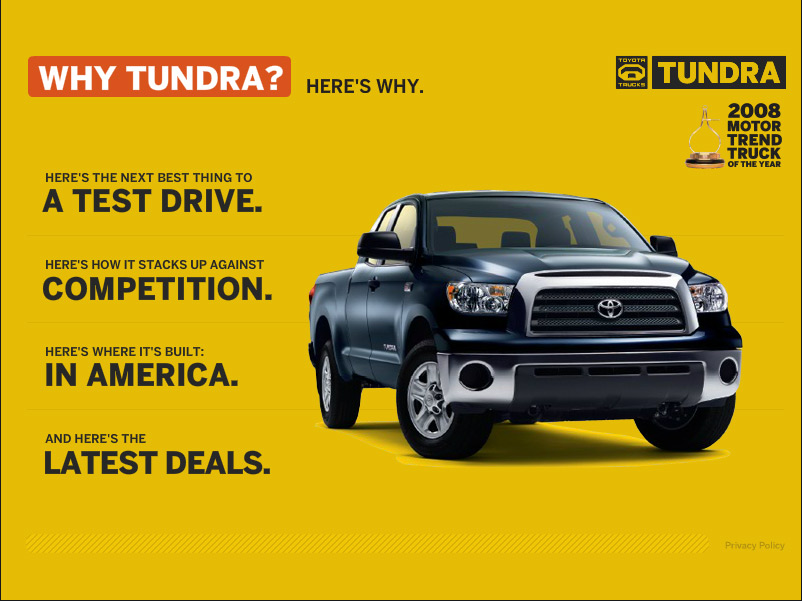 WHY TUNDRA?
HERE'S WHY.
TOYOTA
TRUCKS
TUNDRA
2008
MOTOR
TREND
TRUCK
OF THE YEAR
HERE'S THE NEXT BEST THING TO
A TEST DRIVE.
HERE'S HOW IT STACKS UP AGAINST
COMPETITION.
HERE'S WHERE IT'S BUILT:
IN AMERICA.
AND HERE'S THE
LATEST DEALS.
TUNDRA
Privacy Policy